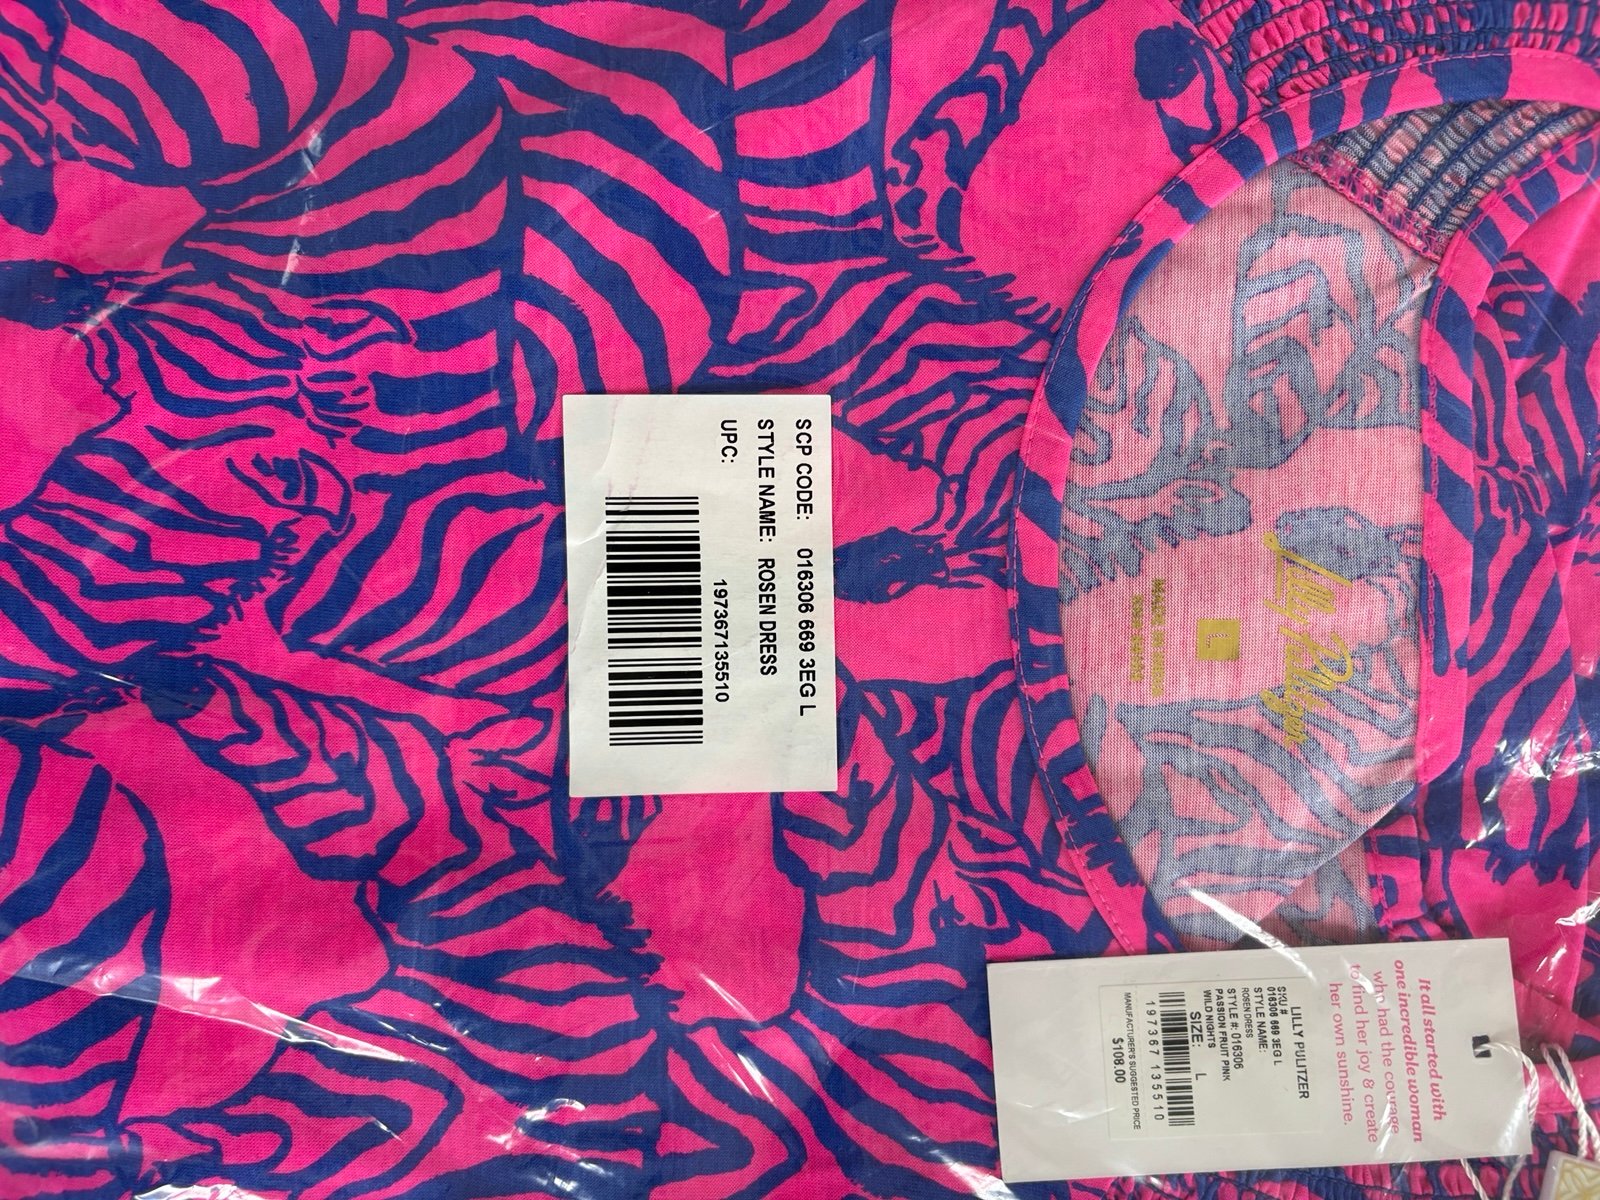 SCP CODE: 016306 669 3EG L
STYLE NAME: ROSEN DRESS
UPC:
197367135510
Lilly Pulitzer
L
It all started with
one incredible woman
who had the courage
to find her joy & create
her own sunshine.
LILLY PULITZER
SKU #
016306 669 3EG L
STYLE NAME:
ROSEN DRESS
STYLE #: 016306
PASSION FRUIT PINK
WILD NIGHTS
SIZE: L
197367 135510
MANUFACTURER'S SUGGESTED PRICE
$108.00